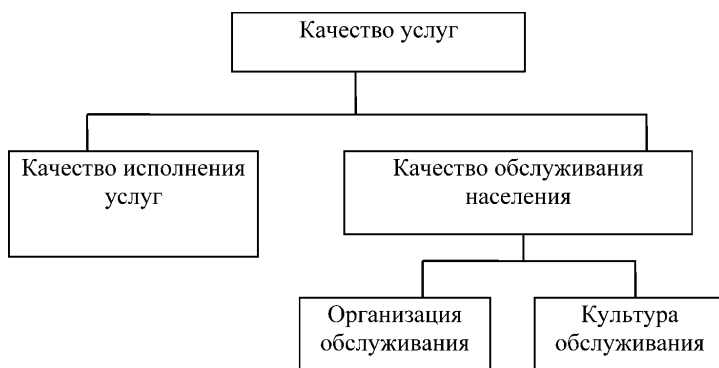 Качество услуг
Качество исполнения
услуг
Качество обслуживания
населения
Организация
обслуживания
Культура
обслуживания